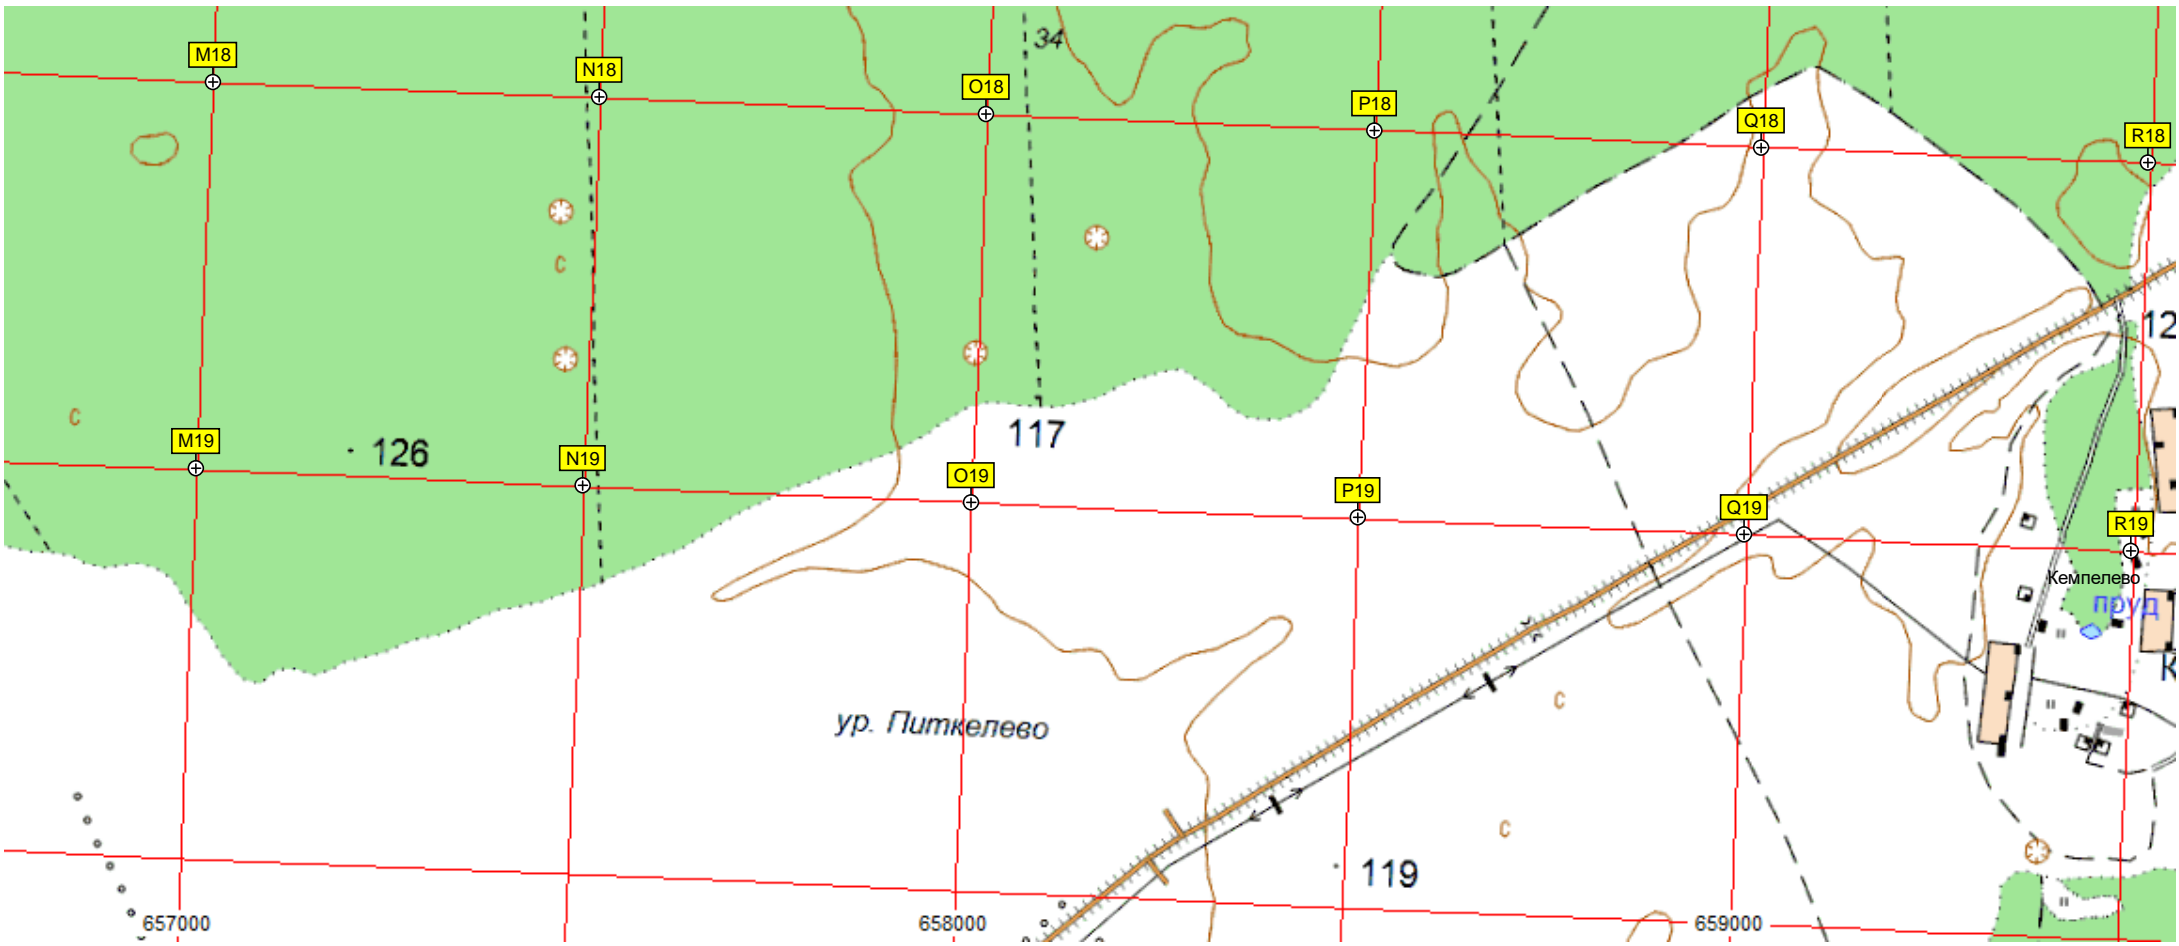 34
M18
N18
O18
P18
Q18
R18
с
с
12
117
126
M19
N19
O19
P19
Q19
R19
Кемпелево
пруд
К
с
ур. Питкелево
с
119
657000
658000
659000